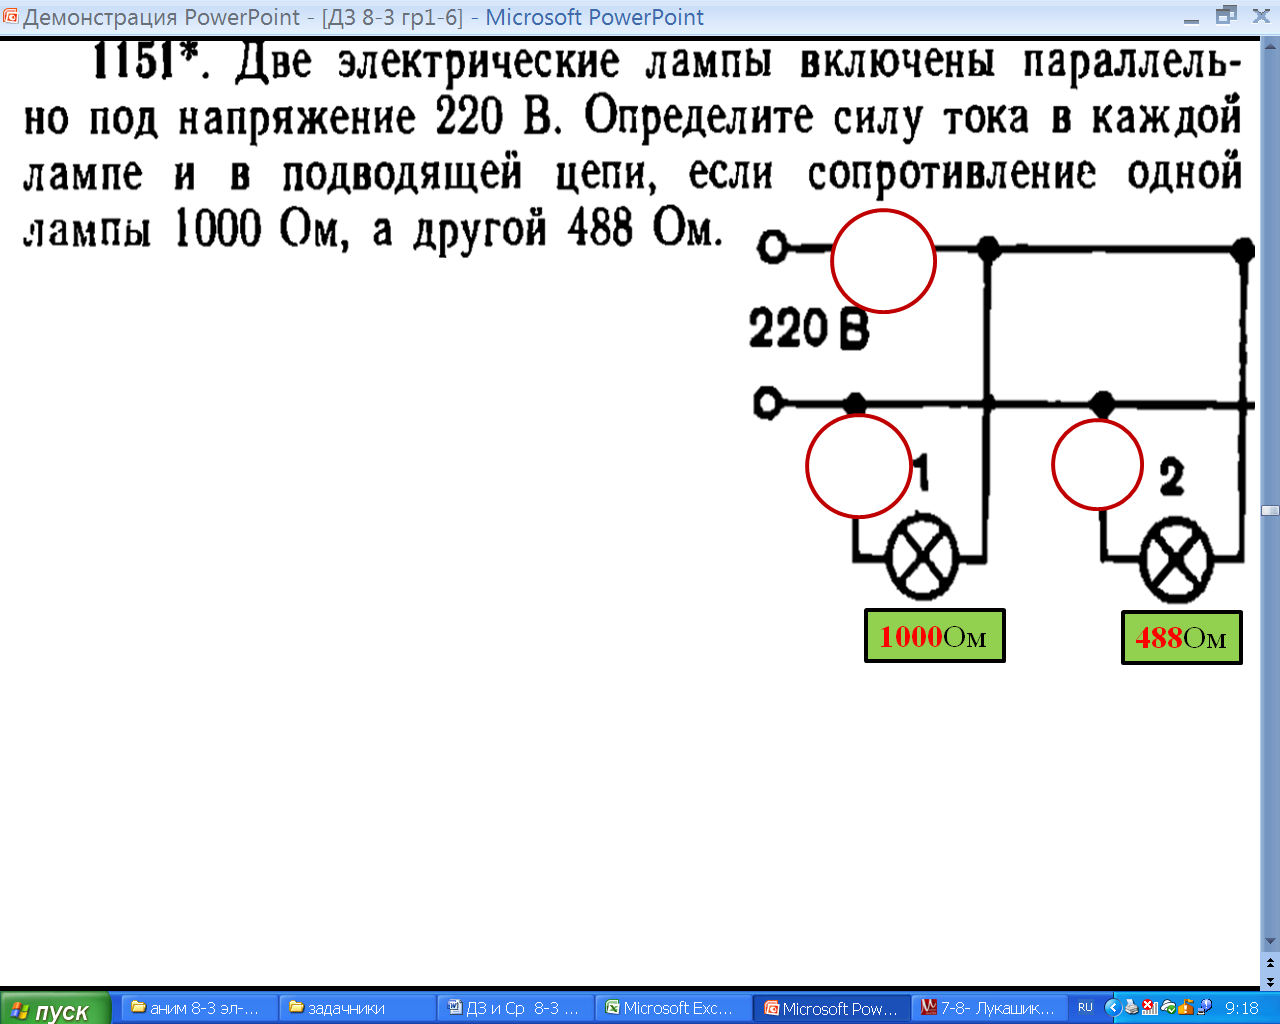 Демонстрация PowerPoint - [ДЗ 8-3 гр1-6] - Microsoft PowerPoint
1151*. Две электрические лампы включены параллель-
но под напряжение 220 В. Определите силу тока в каждой
лампе и в подводящей цепи, если сопротивление одной
лампы 1000 Ом, а другой 488 Ом.
220 В
1
2
1000Ом
488Ом
пуск
аним 8-3 эл-...
задачники
ДЗ и Ср 8-3 ...
Microsoft Exc...
Microsoft Pow...
7-8- Лукашик...
RU
9:18